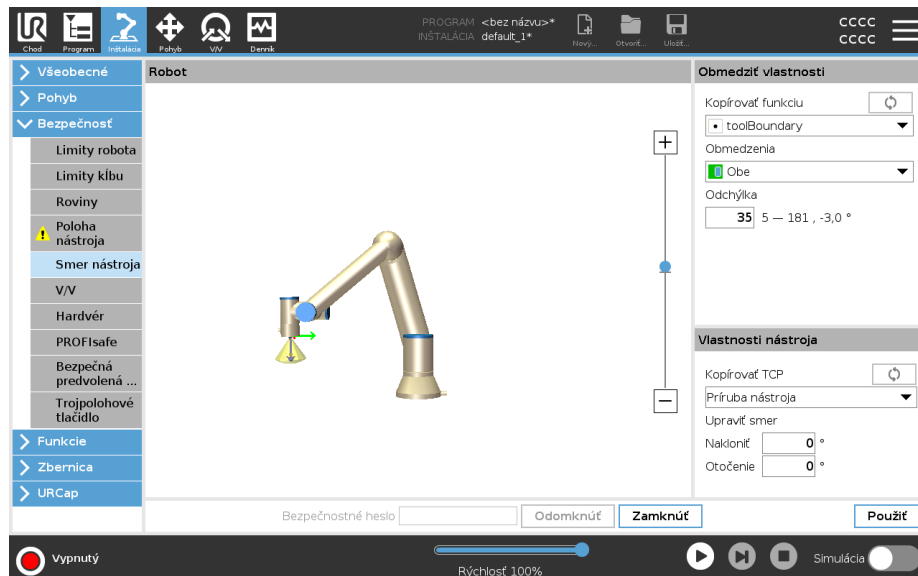 PROGRAM <bez názvu>*
INŠTALÁCIA default_1*
Chod
Program
Inštalácia
Pohyb
V/V
Denník
Nový...
Otvoriť...
Uložiť...
CCCC
CCCC
Všeobecné
Pohyb
Bezpečnosť
Limity robota
Limity kĺbu
Roviny
Poloha
nástroja
Smer nástroja
V/V
Hardvér
PROFIsafe
Bezpečná
predvolená ...
Trojpolohové
tlačidlo
Funkcie
Zbernica
URCap
Robot
Obmedziť vlastnosti
Kopírovať funkciu
toolBoundary
Obmedzenia
Obe
Odchýlka
35 5 — 181 , -3,0 °
Vlastnosti nástroja
Kopírovať TCP
Príruba nástroja
Upraviť smer
Nakloniť 0 °
Otočenie 0 °
Bezpečnostné heslo
Odomknúť
Zamknúť
Použiť
Vypnutý
Rýchlosť 100%
Simulácia